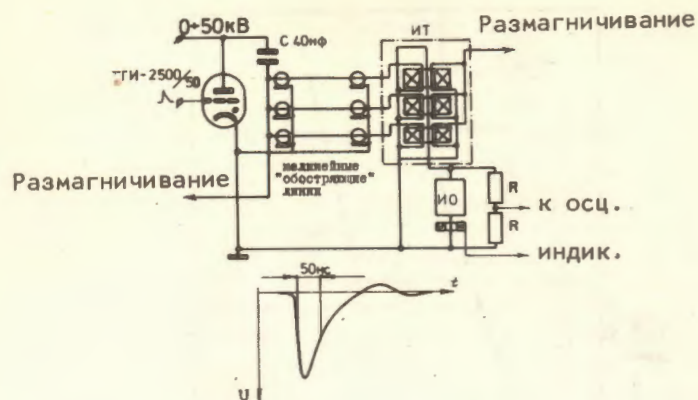 0÷50кВ
С 40нф
ИТ
Размагничивание
ТГИ-2500/50
нелинейные
"обостряющие"
линии
Размагничивание
ИО
R
к осц.
R
индик.
50нс
t
U